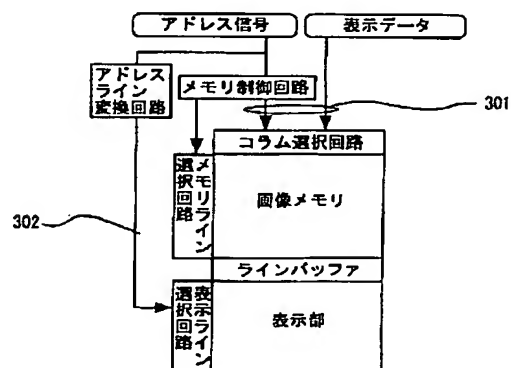 アドレス信号
表示データ
アドレス
ライン
変換回路
メモリ制御回路
301
コラム選択回路
メモリライン
選択回路
画像メモリ
302
ラインバッファ
表示ライン
選択回路
表示部